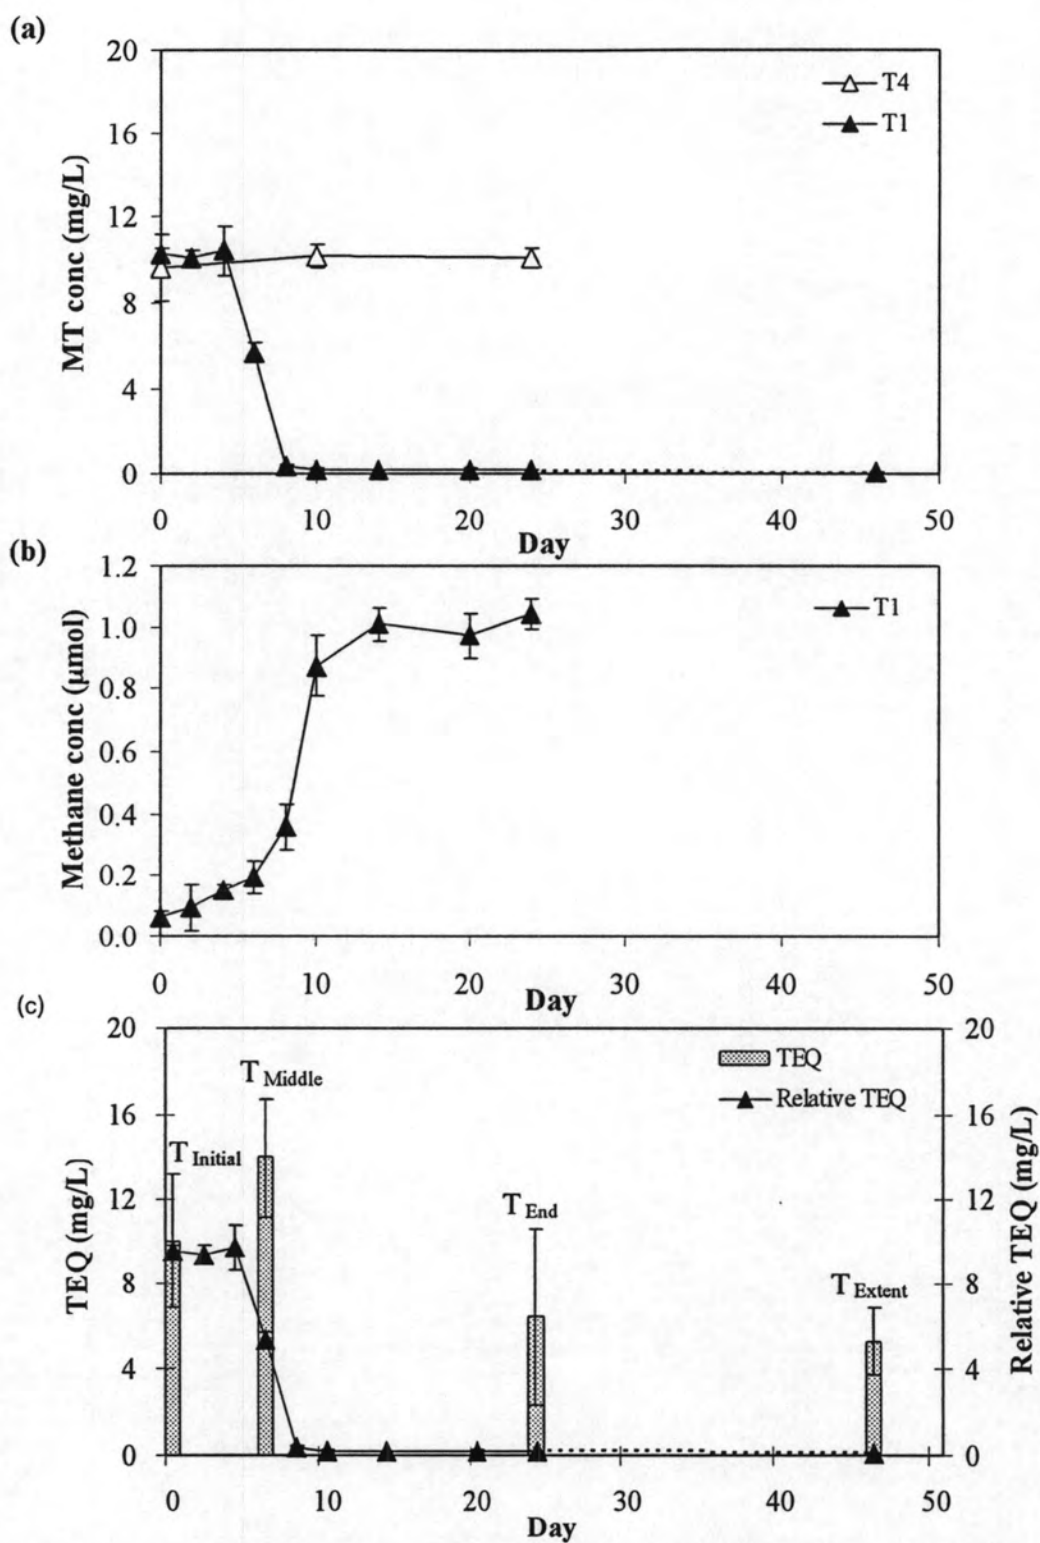 (a)
20
16
12
8
4
0
MT conc (mg/L)
T4
T1
0 10 20 30 40 50
Day
(b)
1.2
1.0
0.8
0.6
0.4
0.2
0.0
Methane conc (µmol)
T1
0 10 20 30 40 50
Day
(c)
20
16
12
8
4
0
TEQ (mg/L)
T Initial
T Middle
T End
T Extent
TEQ
Relative TEQ
20
16
12
8
4
0
Relative TEQ (mg/L)
0 10 20 30 40 50
Day